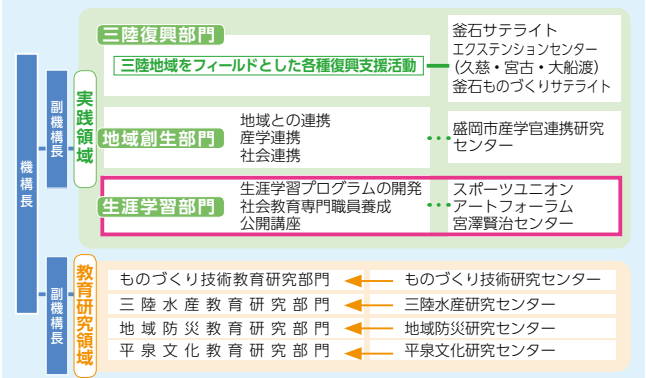 機構長
副機構長
実践領域
三陸復興部門
三陸地域をフィールドとした各種復興支援活動
釜石サテライト
エクステンションセンター
(久慈・宮古・大船渡)
釜石ものづくりサテライト
地域創生部門
地域との連携
産学連携
社会連携
盛岡市産学官連携研究
センター
生涯学習部門
生涯学習プログラムの開発
社会教育専門職員養成
公開講座
スポーツユニオン
アートフォーラム
宮澤賢治センター
副機構長
教育研究領域
ものづくり技術教育研究部門
ものづくり技術研究センター
三陸水産教育研究部門
三陸水産研究センター
地域防災教育研究部門
地域防災研究センター
平泉文化教育研究部門
平泉文化研究センター